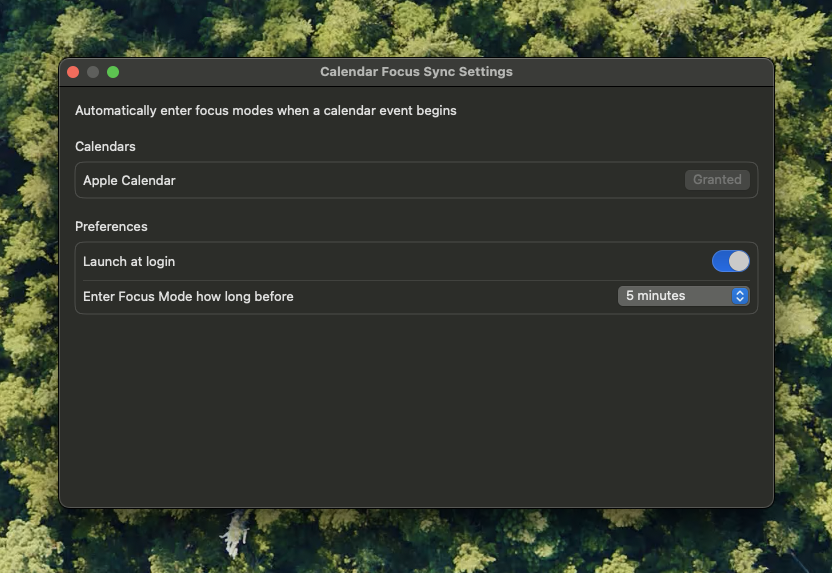 Calendar Focus Sync Settings
Automatically enter focus modes when a calendar event begins
Calendars
Apple Calendar Granted
Preferences
Launch at login
Enter Focus Mode how long before 5 minutes